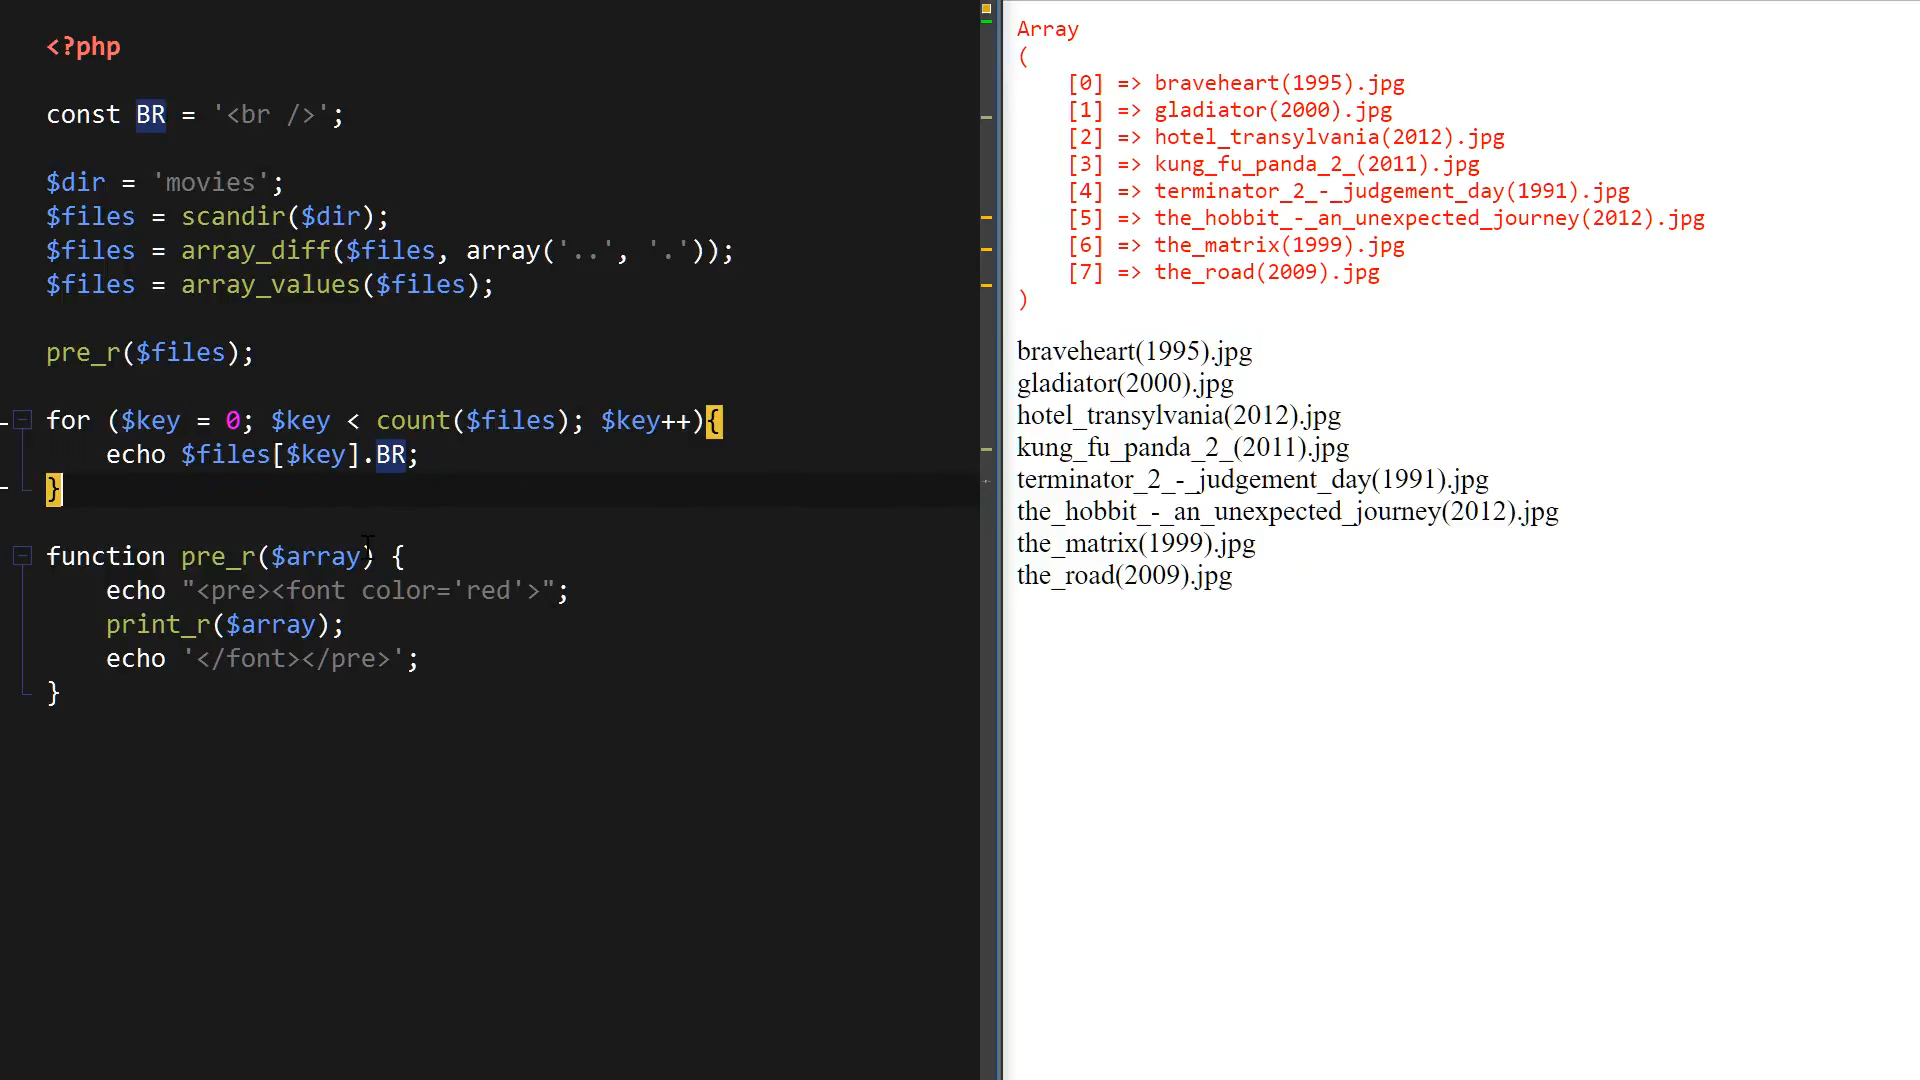 <?php
const BR = '<br />';
$dir = 'movies';
$files = scandir($dir);
$files = array_diff($files, array('..', '.'));
$files = array_values($files);
pre_r($files);
for ($key = 0; $key < count($files); $key++){
    echo $files[$key].BR;
}
function pre_r($array) {
    echo "<pre><font color='red'>";
    print_r($array);
    echo '</font></pre>';
}
Array
(
    [0] => braveheart(1995).jpg
    [1] => gladiator(2000).jpg
    [2] => hotel_transylvania(2012).jpg
    [3] => kung_fu_panda_2_(2011).jpg
    [4] => terminator_2_-_judgement_day(1991).jpg
    [5] => the_hobbit_-_an_unexpected_journey(2012).jpg
    [6] => the_matrix(1999).jpg
    [7] => the_road(2009).jpg
)
braveheart(1995).jpg
gladiator(2000).jpg
hotel_transylvania(2012).jpg
kung_fu_panda_2_(2011).jpg
terminator_2_-_judgement_day(1991).jpg
the_hobbit_-_an_unexpected_journey(2012).jpg
the_matrix(1999).jpg
the_road(2009).jpg